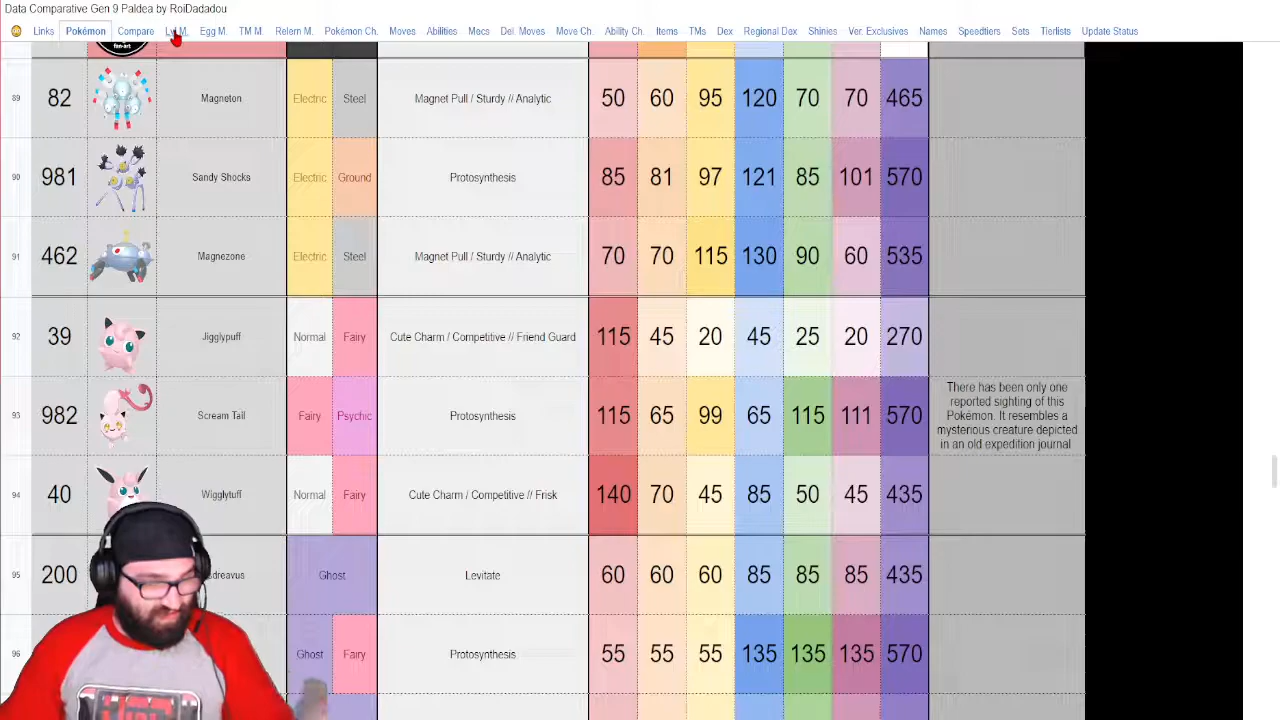 Data Comparative Gen 9 Paldea by RoiDadadou
Links Pokémon Compare Lvl M. Egg M. TM M. Relern M. Pokémon Ch. Moves Abilities Mecs Del. Moves Move Ch. Ability Ch. Items TMs Dex Regional Dex Shinies Ver. Exclusives Names Speedtiers Sets Tierlists Update Status
fan-art
89 82 Magneton Electric Steel Magnet Pull / Sturdy // Analytic 50 60 95 120 70 70 465
90 981 Sandy Shocks Electric Ground Protosynthesis 85 81 97 121 85 101 570
91 462 Magnezone Electric Steel Magnet Pull / Sturdy // Analytic 70 70 115 130 90 60 535
92 39 Jigglypuff Normal Fairy Cute Charm / Competitive // Friend Guard 115 45 20 45 25 20 270
93 982 Scream Tail Fairy Psychic Protosynthesis 115 65 99 65 115 111 570
There has been only one
reported sighting of this
Pokémon. It resembles a
mysterious creature depicted
in an old expedition journal
94 40 Wigglytuff Normal Fairy Cute Charm / Competitive // Frisk 140 70 45 85 50 45 435
95 200 dreavus Ghost Levitate 60 60 60 85 85 85 435
96 Ghost Fairy Protosynthesis 55 55 55 135 135 135 570